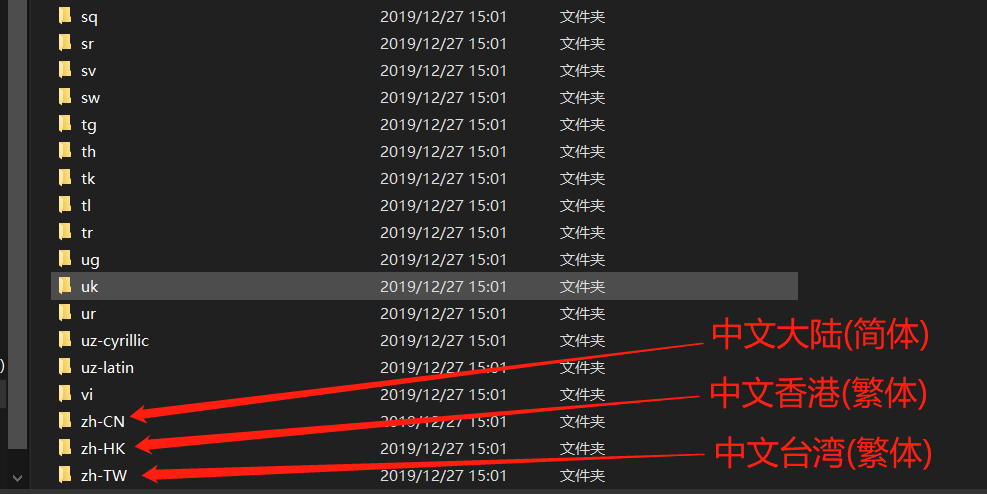 sq 2019/12/27 15:01 文件夹
sr 2019/12/27 15:01 文件夹
sv 2019/12/27 15:01 文件夹
sw 2019/12/27 15:01 文件夹
tg 2019/12/27 15:01 文件夹
th 2019/12/27 15:01 文件夹
tk 2019/12/27 15:01 文件夹
tl 2019/12/27 15:01 文件夹
tr 2019/12/27 15:01 文件夹
ug 2019/12/27 15:01 文件夹
uk 2019/12/27 15:01 文件夹
ur 2019/12/27 15:01 文件夹
中文大陆(简体)
uz-cyrillic 2019/12/27 15:01 文件夹
)
uz-latin 2019/12/27 15:01 文件夹
vi 2019/12/27 15:01 文件夹
中文香港(繁体)
zh-CN 2019/12/27 15:01 文件夹
zh-HK 2019/12/27 15:01 文件夹
中文台湾(繁体)
zh-TW 2019/12/27 15:01 文件夹